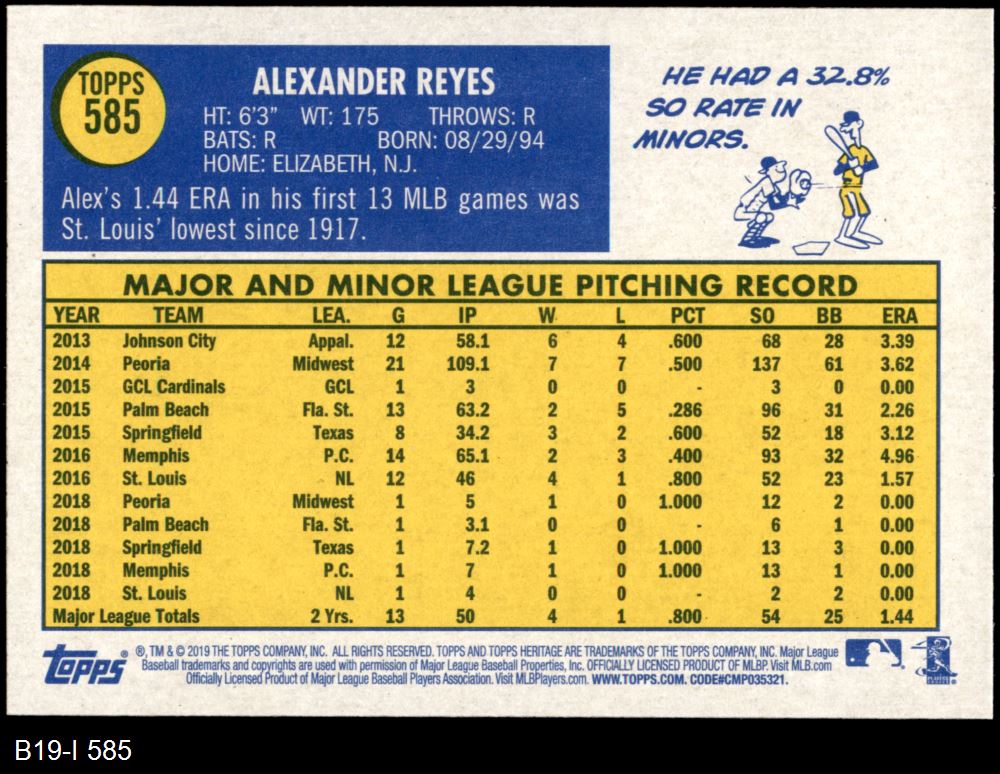 TOPPS
585
ALEXANDER REYES
HT: 6'3" WT: 175 THROWS: R
BATS: R BORN: 08/29/94
HOME: ELIZABETH, N.J.
Alex's 1.44 ERA in his first 13 MLB games was
St. Louis' lowest since 1917.
HE HAD A 32.8%
SO RATE IN
MINORS.
MAJOR AND MINOR LEAGUE PITCHING RECORD
YEAR TEAM LEA. G IP W L PCT SO BB ERA
2013 Johnson City Appal. 12 58.1 6 4 .600 68 28 3.39
2014 Peoria Midwest 21 109.1 7 7 .500 137 61 3.62
2015 GCL Cardinals GCL 1 3 0 0 - 3 0 0.00
2015 Palm Beach Fla. St. 13 63.2 2 5 .286 96 31 2.26
2015 Springfield Texas 8 34.2 3 2 .600 52 18 3.12
2016 Memphis P.C. 14 65.1 2 3 .400 93 32 4.96
2016 St. Louis NL 12 46 4 1 .800 52 23 1.57
2018 Peoria Midwest 1 5 1 0 1.000 12 2 0.00
2018 Palm Beach Fla. St. 1 3.1 0 0 - 6 1 0.00
2018 Springfield Texas 1 7.2 1 0 1.000 13 3 0.00
2018 Memphis P.C. 1 7 1 0 1.000 13 1 0.00
2018 St. Louis NL 1 4 0 0 - 2 2 0.00
Major League Totals 2 Yrs. 13 50 4 1 .800 54 25 1.44
topps ®, TM & © 2019 THE TOPPS COMPANY, INC. ALL RIGHTS RESERVED. TOPPS AND TOPPS HERITAGE ARE TRADEMARKS OF THE TOPPS COMPANY, INC. Major League
Baseball trademarks and copyrights are used with permission of Major League Baseball Properties, Inc. OFFICIALLY LICENSED PRODUCT OF MLBP. Visit MLB.com
Officially Licensed Product of Major League Baseball Players Association. Visit MLBPlayers.com. WWW.TOPPS.COM. CODE#CMP035321.
B19-I 585